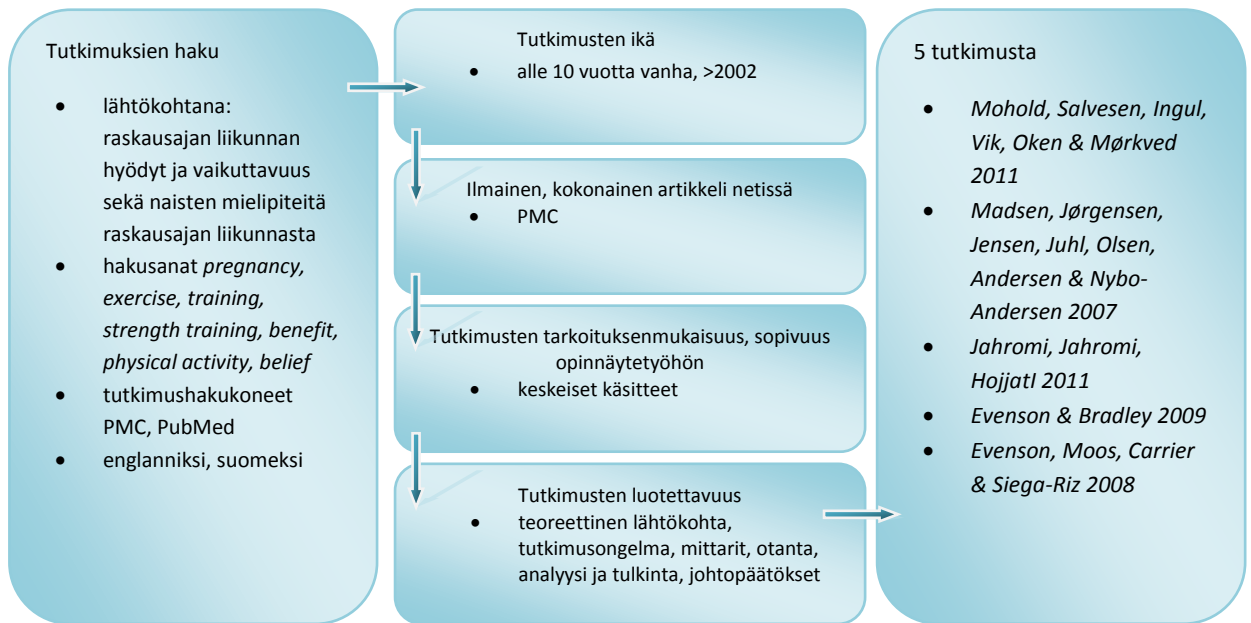 Tutkimuksien haku
• lähtökohtana:
raskausajan liikunnan
hyödyt ja vaikuttavuus
sekä naisten mielipiteitä
raskausajan liikunnasta
• hakusanat pregnancy,
exercise, training,
strength training, benefit,
physical activity, belief
• tutkimushakukoneet
PMC, PubMed
• englanniksi, suomeksi
Tutkimusten ikä
• alle 10 vuotta vanha, >2002
Ilmainen, kokonainen artikkeli netissä
• PMC
Tutkimusten tarkoituksenmukaisuus, sopivuus
opinnäytetyöhön
• keskeiset käsitteet
Tutkimusten luotettavuus
• teoreettinen lähtökohta,
tutkimusongelma, mittarit, otanta,
analyysi ja tulkinta, johtopäätökset
5 tutkimusta
• Mohold, Salvesen, Ingul,
Vik, Oken & Mørkved
2011
• Madsen, Jørgensen,
Jensen, Juhl, Olsen,
Andersen & Nybo-
Andersen 2007
• Jahromi, Jahromi,
HojjatI 2011
• Evenson & Bradley 2009
• Evenson, Moos, Carrier
& Siega-Riz 2008